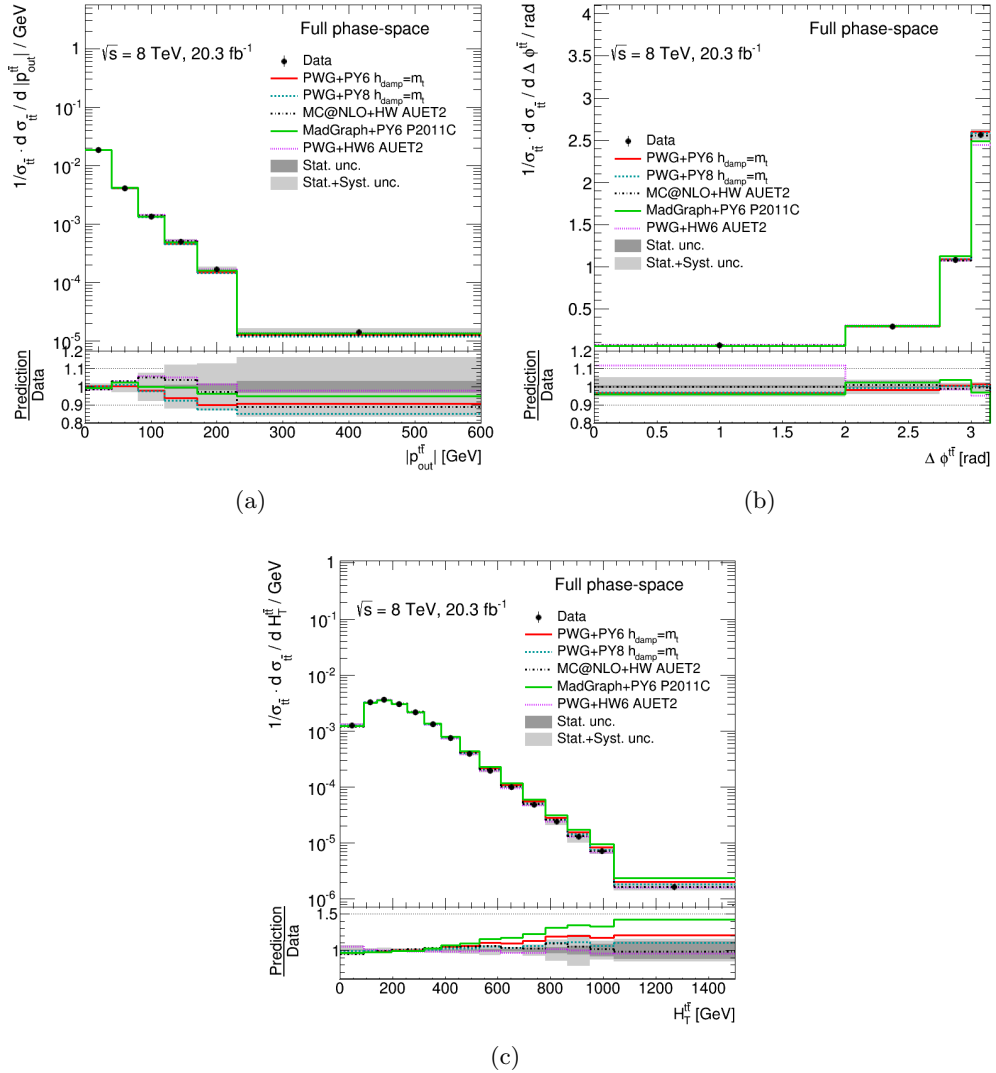 Full phase-space
√s = 8 TeV, 20.3 fb⁻¹
Data
PWG+PY6 h_damp=m_t
PWG+PY8 h_damp=m_t
MC@NLO+HW AUET2
MadGraph+PY6 P2011C
PWG+HW6 AUET2
Stat. unc.
Stat.+Syst. unc.
1/σ_tt̄ · d σ_tt̄ / d |p_out^tt̄| / GeV
1
10⁻¹
10⁻²
10⁻³
10⁻⁴
10⁻⁵
Prediction
Data
1.2
1.1
1
0.9
0.8
0 100 200 300 400 500 600
|p_out^tt̄| [GeV]
(a)
Full phase-space
√s = 8 TeV, 20.3 fb⁻¹
Data
PWG+PY6 h_damp=m_t
PWG+PY8 h_damp=m_t
MC@NLO+HW AUET2
MadGraph+PY6 P2011C
PWG+HW6 AUET2
Stat. unc.
Stat.+Syst. unc.
1/σ_tt̄ · d σ_tt̄ / d Δ ϕ^tt̄ / rad
4
3.5
3
2.5
2
1.5
1
0.5
Prediction
Data
1.2
1.1
1
0.9
0.8
0 0.5 1 1.5 2 2.5 3
Δ ϕ^tt̄ [rad]
(b)
Full phase-space
√s = 8 TeV, 20.3 fb⁻¹
Data
PWG+PY6 h_damp=m_t
PWG+PY8 h_damp=m_t
MC@NLO+HW AUET2
MadGraph+PY6 P2011C
PWG+HW6 AUET2
Stat. unc.
Stat.+Syst. unc.
1/σ_tt̄ · d σ_tt̄ / d H_T^tt̄ / GeV
1
10⁻¹
10⁻²
10⁻³
10⁻⁴
10⁻⁵
10⁻⁶
Prediction
Data
1.5
1
0 200 400 600 800 1000 1200 1400
H_T^tt̄ [GeV]
(c)